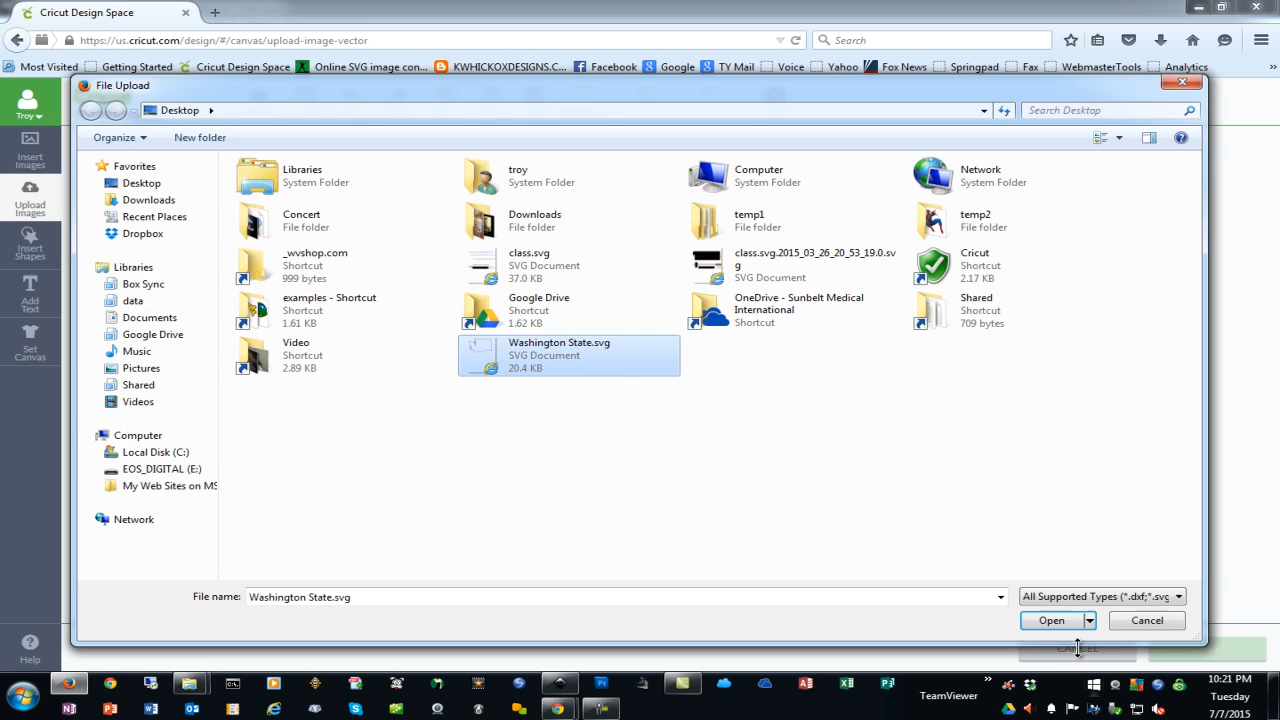 Cricut Design Space
https://us.cricut.com/design/#/canvas/upload-image-vector
Search
Most Visited Getting Started Cricut Design Space Online SVG image con... KWHICKOXDESIGNS.C... Facebook Google TY Mail Voice Yahoo Fox News Springpad Fax WebmasterTools Analytics
File Upload
Desktop
Search Desktop
Organize New folder
Troy
Insert Images
Upload Images
Insert Shapes
Add Text
Set Canvas
Help
Favorites
Desktop
Downloads
Recent Places
Dropbox
Libraries
Box Sync
data
Documents
Google Drive
Music
Pictures
Shared
Videos
Computer
Local Disk (C:)
EOS_DIGITAL (E:)
My Web Sites on MS
Network
Libraries
System Folder
troy
System Folder
Computer
System Folder
Network
System Folder
Concert
File folder
Downloads
File folder
temp1
File folder
temp2
File folder
_wvshop.com
Shortcut
999 bytes
class.svg
SVG Document
37.0 KB
class.svg.2015_03_26_20_53_19.0.sv
g
SVG Document
Cricut
Shortcut
2.17 KB
examples - Shortcut
Shortcut
1.61 KB
Google Drive
Shortcut
1.62 KB
OneDrive - Sunbelt Medical
International
Shortcut
Shared
Shortcut
709 bytes
Video
Shortcut
2.89 KB
Washington State.svg
SVG Document
20.4 KB
File name: Washington State.svg
All Supported Types (*.dxf;*.svg
Open Cancel
CANCEL
TeamViewer
10:21 PM
Tuesday
7/7/2015